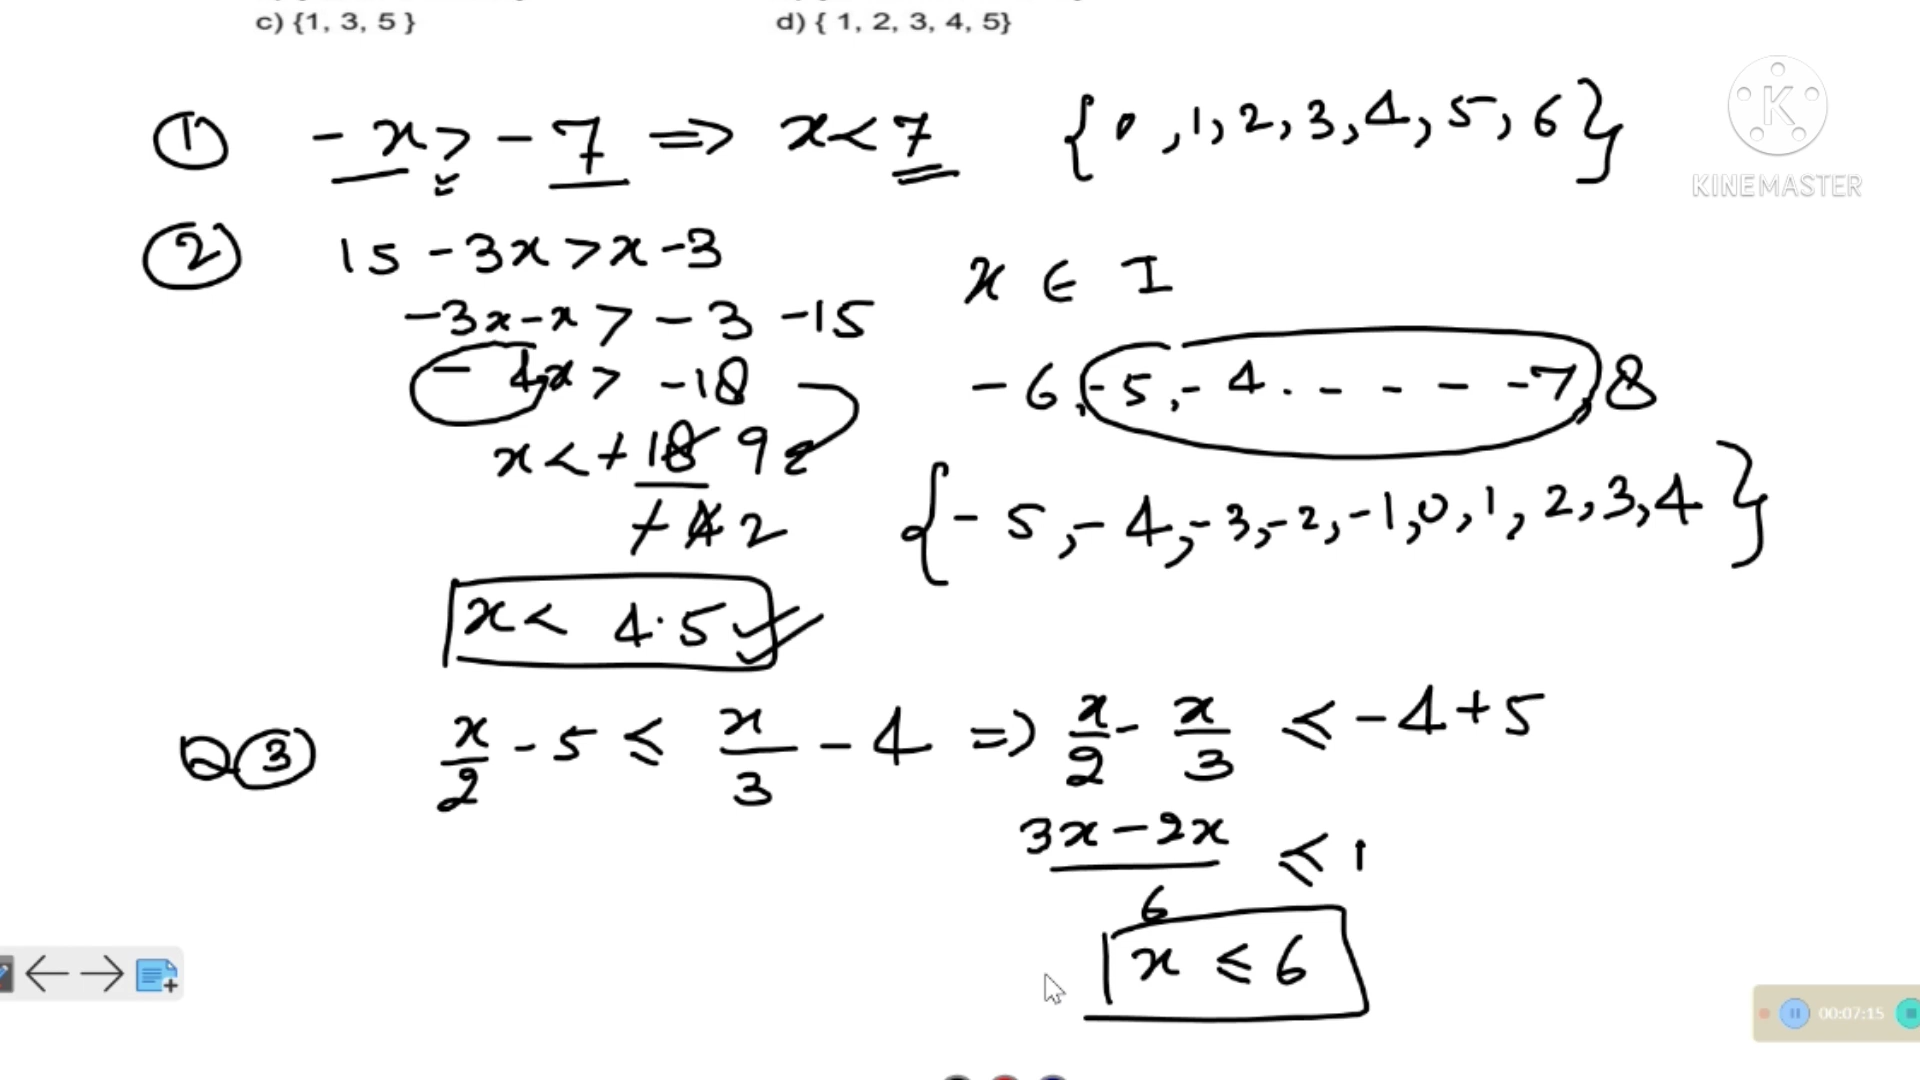 c) {1, 3, 5 } d) { 1, 2, 3, 4, 5}
① -x > -7 ⇒ x < 7 {0, 1, 2, 3, 4, 5, 6}
KINEMASTER
② 15 - 3x > x - 3
-3x - x > -3 - 15
-4x > -18
x < +18/+4 9/2
x < 4.5
x ∈ I
-6, -5, -4. - - - -7, 8
{-5, -4, -3, -2, -1, 0, 1, 2, 3, 4}
Q③ x/2 - 5 ≤ x/3 - 4 ⇒ x/2 - x/3 ≤ -4 + 5
3x - 2x / 6 ≤ 1
x ≤ 6
00:07:15